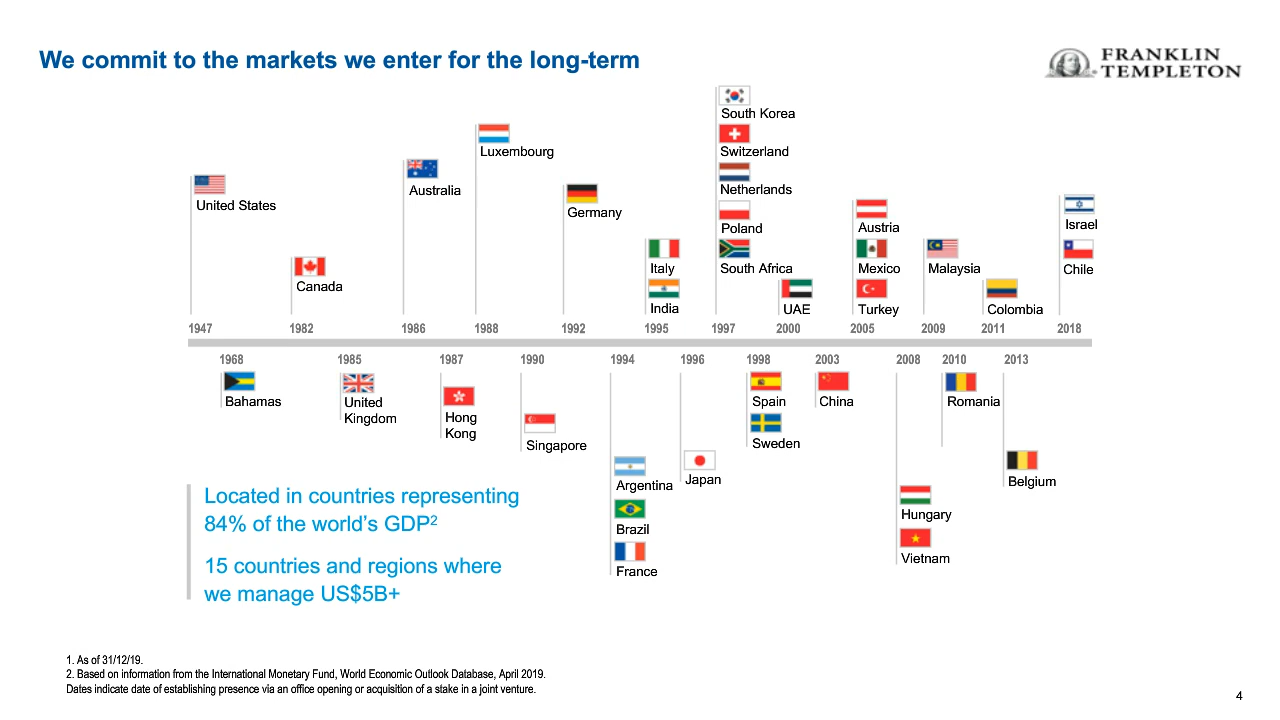 We commit to the markets we enter for the long-term
FRANKLIN
TEMPLETON
South Korea
Switzerland
Luxembourg
Netherlands
Australia
United States
Germany
Poland
Austria
Israel
Italy
South Africa
Mexico
Malaysia
Chile
Canada
India
UAE
Turkey
Colombia
1947 1982 1986 1988 1992 1995 1997 2000 2005 2009 2011 2018
1968 1985 1987 1990 1994 1996 1998 2003 2008 2010 2013
Bahamas
United
Kingdom
Hong
Kong
Singapore
Argentina
Brazil
France
Japan
Spain
Sweden
China
Hungary
Vietnam
Romania
Belgium
Located in countries representing
84% of the world's GDP2
15 countries and regions where
we manage US$5B+
1. As of 31/12/19.
2. Based on information from the International Monetary Fund, World Economic Outlook Database, April 2019.
Dates indicate date of establishing presence via an office opening or acquisition of a stake in a joint venture.
4